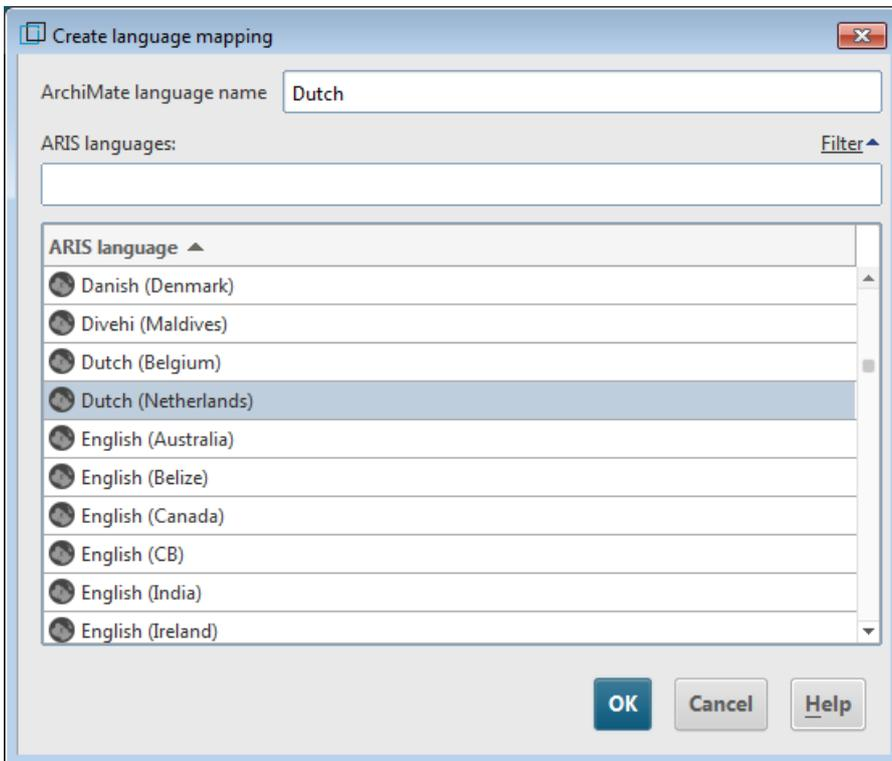 Create language mapping
ArchiMate language name Dutch
ARIS languages: Filter
ARIS language
Danish (Denmark)
Divehi (Maldives)
Dutch (Belgium)
Dutch (Netherlands)
English (Australia)
English (Belize)
English (Canada)
English (CB)
English (India)
English (Ireland)
OK Cancel Help